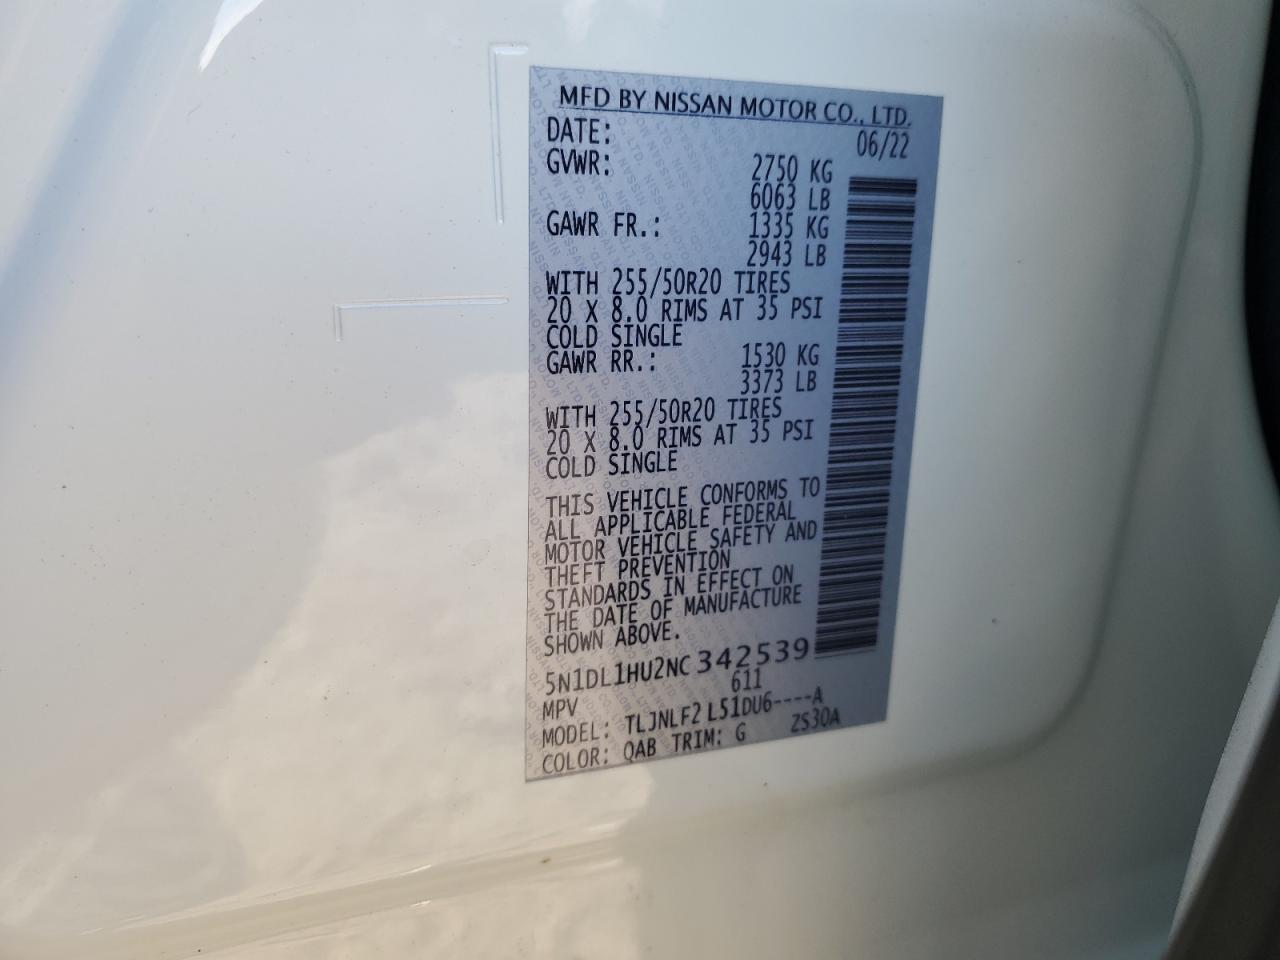 MFD BY NISSAN MOTOR CO., LTD.
DATE: 06/22
GVWR: 2750 KG
6063 LB
GAWR FR.: 1335 KG
2943 LB
WITH 255/50R20 TIRES
20 X 8.0 RIMS AT 35 PSI
COLD SINGLE
GAWR RR.: 1530 KG
3373 LB
WITH 255/50R20 TIRES
20 X 8.0 RIMS AT 35 PSI
COLD SINGLE
THIS VEHICLE CONFORMS TO
ALL APPLICABLE FEDERAL
MOTOR VEHICLE SAFETY AND
THEFT PREVENTION
STANDARDS IN EFFECT ON
THE DATE OF MANUFACTURE
SHOWN ABOVE.
5N1DL1HU2NC342539
MPV 611
MODEL: TLJNLF2 L51DU6----A
COLOR: QAB TRIM: G ZS30A